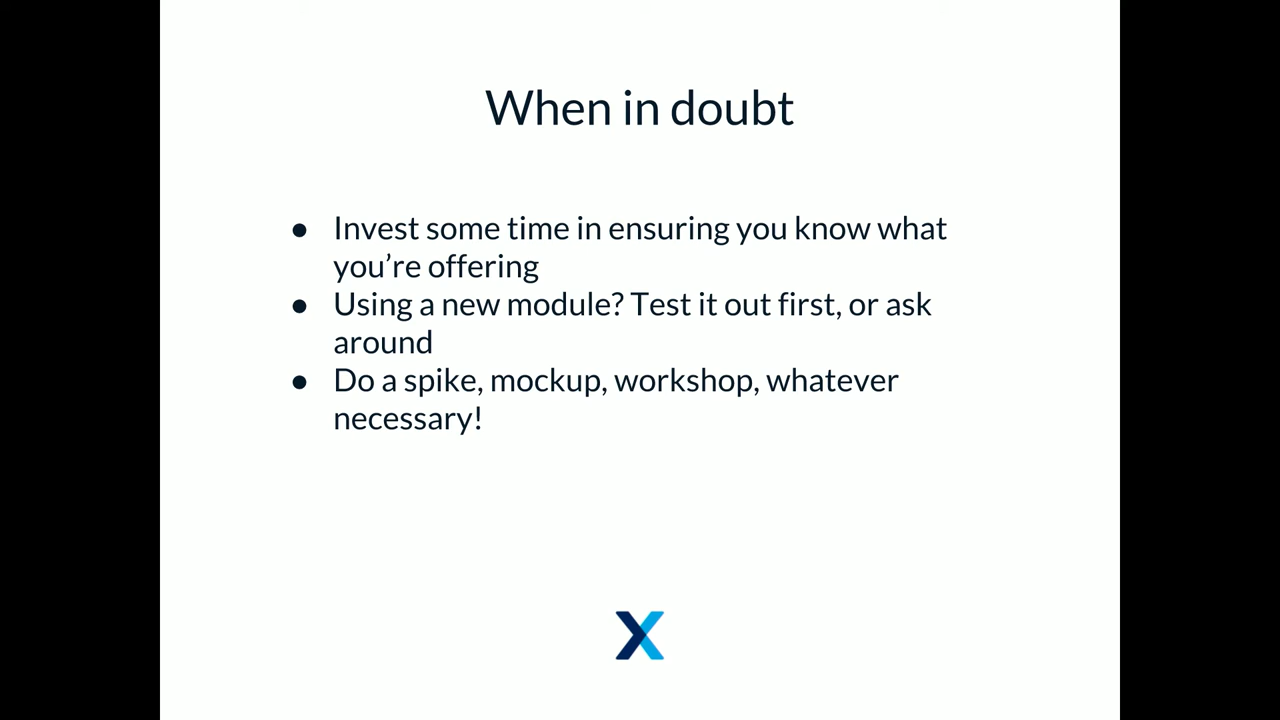 When in doubt
● Invest some time in ensuring you know what
you’re offering
● Using a new module? Test it out first, or ask
around
● Do a spike, mockup, workshop, whatever
necessary!
X